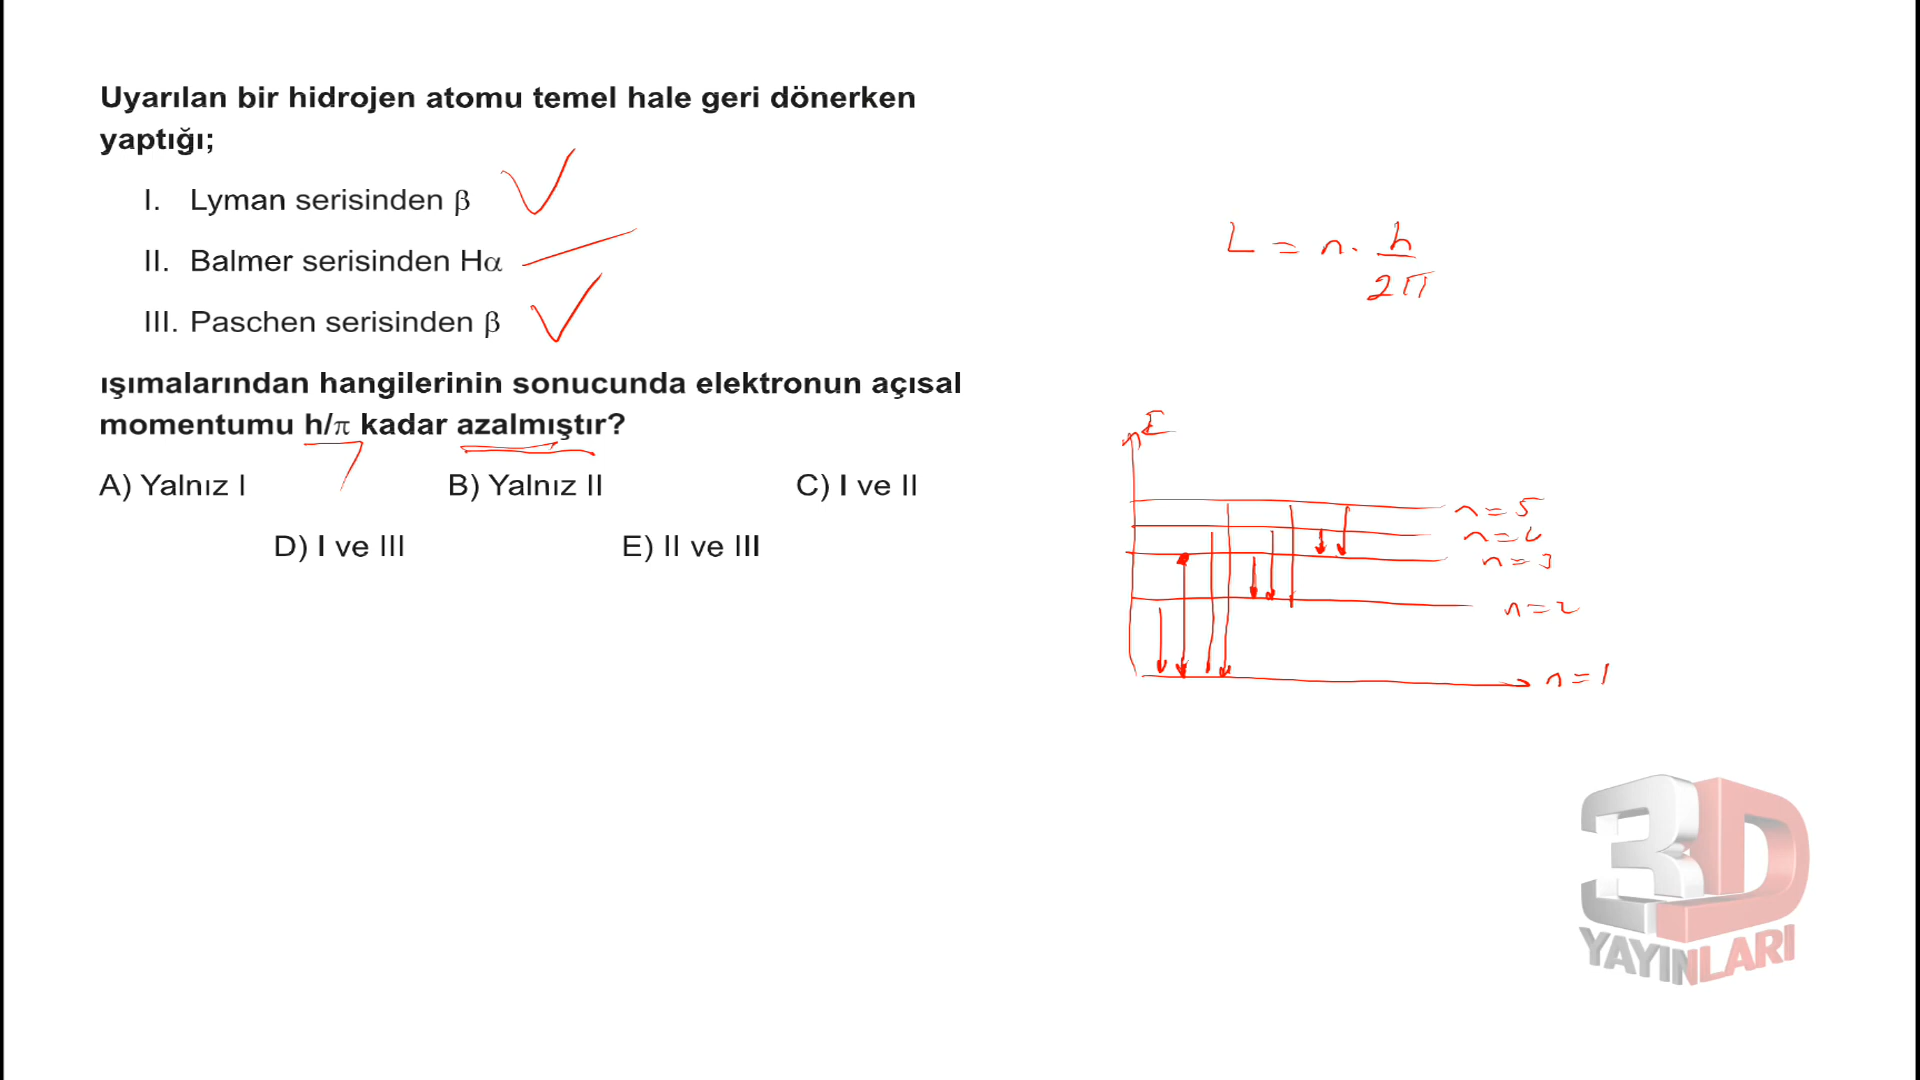 Uyarılan bir hidrojen atomu temel hale geri dönerken
yaptığı;
I. Lyman serisinden β
II. Balmer serisinden Hα
III. Paschen serisinden β
ışımalarından hangilerinin sonucunda elektronun açısal
momentumu h/π kadar azalmıştır?
A) Yalnız I B) Yalnız II C) I ve II
D) I ve III E) II ve III
L = n · h/2π
E
n = 5
n =
n = 3
n = 2
n = 1
3D
YAYINLARI